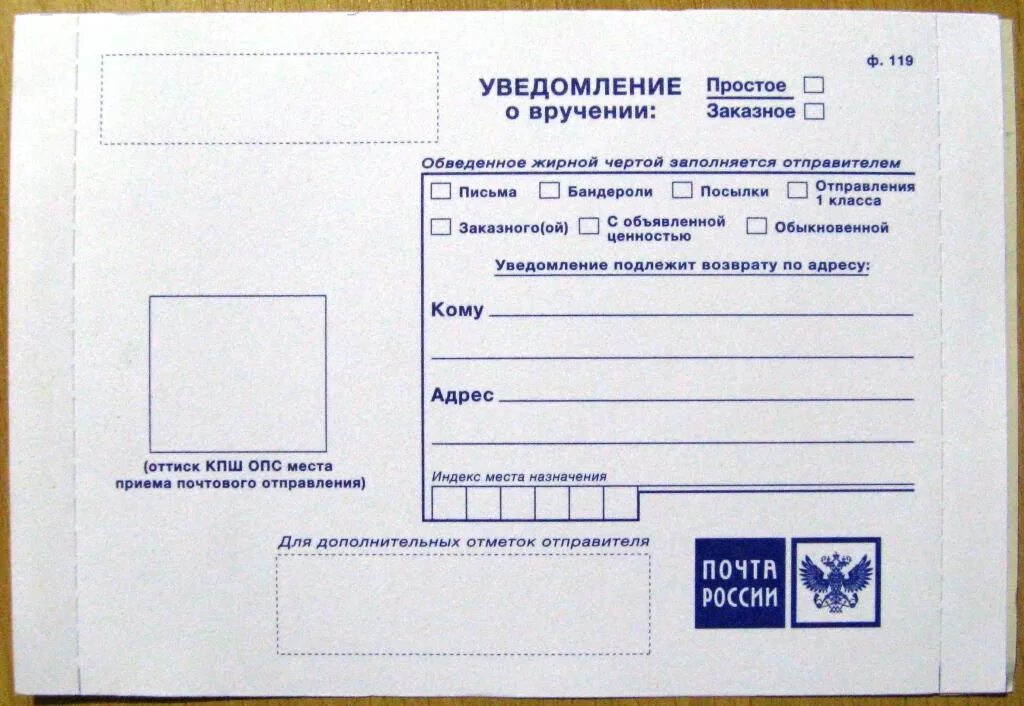 ф. 119
УВЕДОМЛЕНИЕ
о вручении:
Простое
Заказное
Обведенное жирной чертой заполняется отправителем
Письма Бандероли Посылки Отправления 1 класса
Заказного(ой) С объявленной ценностью Обыкновенной
Уведомление подлежит возврату по адресу:
Кому
Адрес
Индекс места назначения
(оттиск КПШ ОПС места
приема почтового отправления)
Для дополнительных отметок отправителя
ПОЧТА
РОССИИ